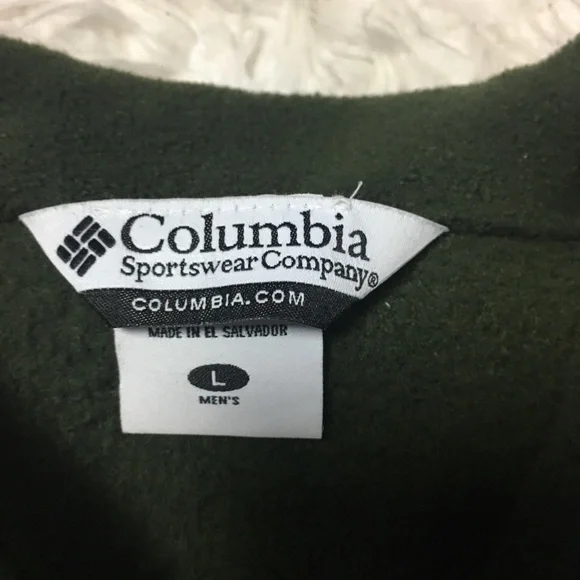 Columbia
Sportswear Company®
COLUMBIA.COM
MADE IN EL SALVADOR
L
MEN'S